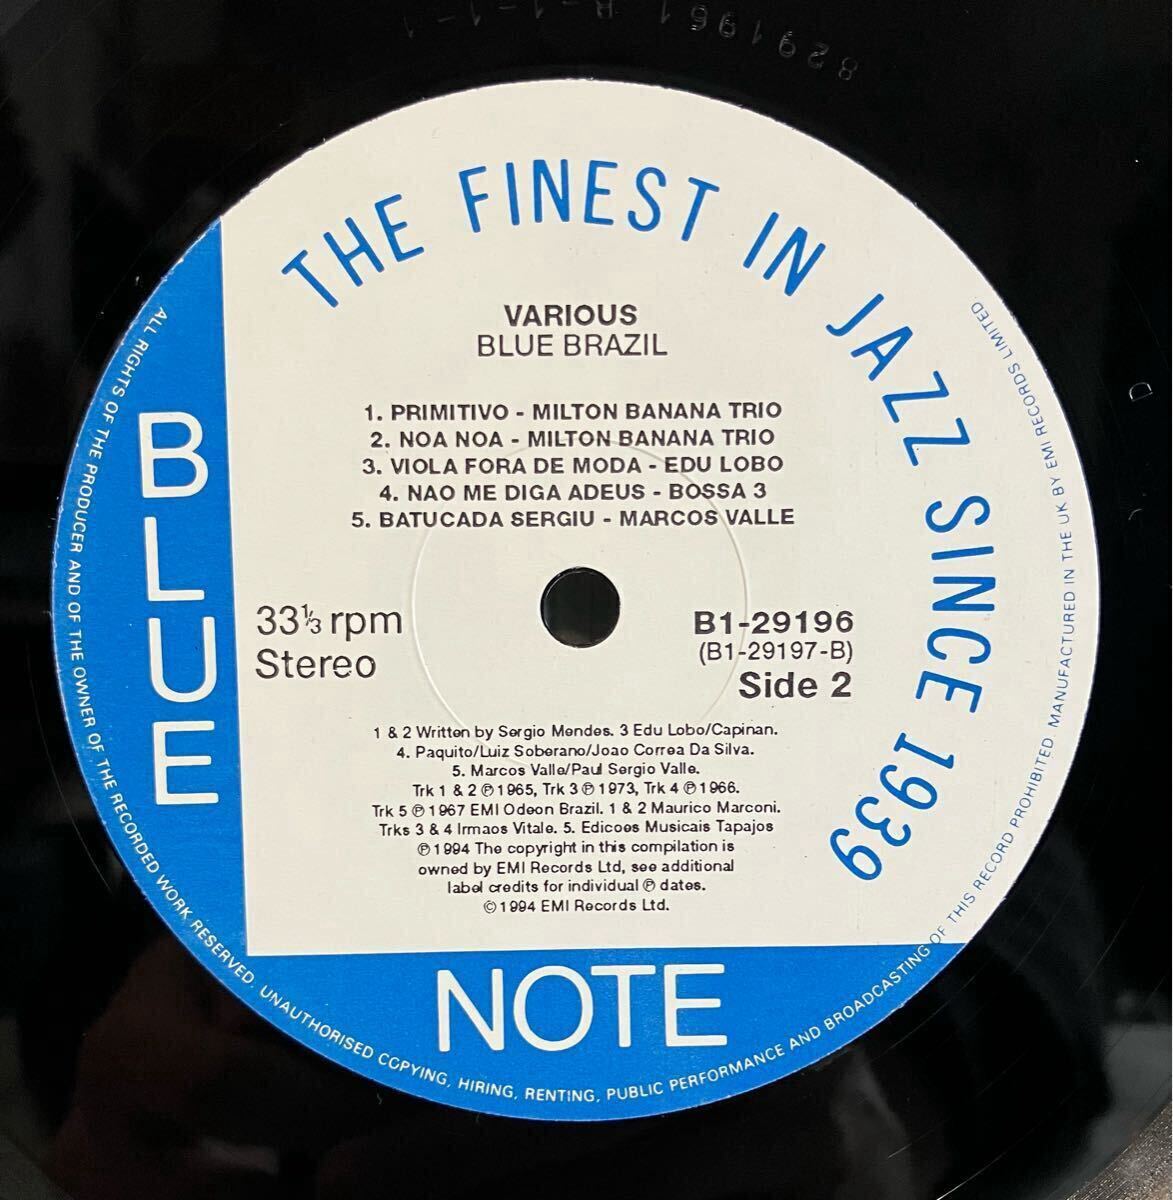 8291961 B-1-1-1
THE FINEST IN JAZZ SINCE 1939
VARIOUS
BLUE BRAZIL
1. PRIMITIVO - MILTON BANANA TRIO
2. NOA NOA - MILTON BANANA TRIO
3. VIOLA FORA DE MODA - EDU LOBO
4. NAO ME DIGA ADEUS - BOSSA 3
5. BATUCADA SERGIU - MARCOS VALLE
33⅓ rpm
Stereo
B1-29196
(B1-29197-B)
Side 2
1 & 2 Written by Sergio Mendes. 3 Edu Lobo/Capinan.
4. Paquito/Luiz Soberano/Joao Correa Da Silva.
5. Marcos Valle/Paul Sergio Valle.
Trk 1 & 2 ℗ 1965, Trk 3 ℗ 1973, Trk 4 ℗ 1966.
Trk 5 ℗ 1967 EMI Odeon Brazil. 1 & 2 Maurico Marconi.
Trks 3 & 4 Irmaos Vitale. 5. Edicoes Musicais Tapajos
℗ 1994 The copyright in this compilation is
owned by EMI Records Ltd, see additional
label credits for individual ℗ dates.
© 1994 EMI Records Ltd.
BLUE
NOTE
ALL RIGHTS OF THE PRODUCER AND OF THE OWNER OF THE RECORDED WORK RESERVED. UNAUTHORISED COPYING, HIRING, RENTING, PUBLIC PERFORMANCE AND BROADCASTING OF THIS RECORD PROHIBITED. MANUFACTURED IN THE UK BY EMI RECORDS LIMITED